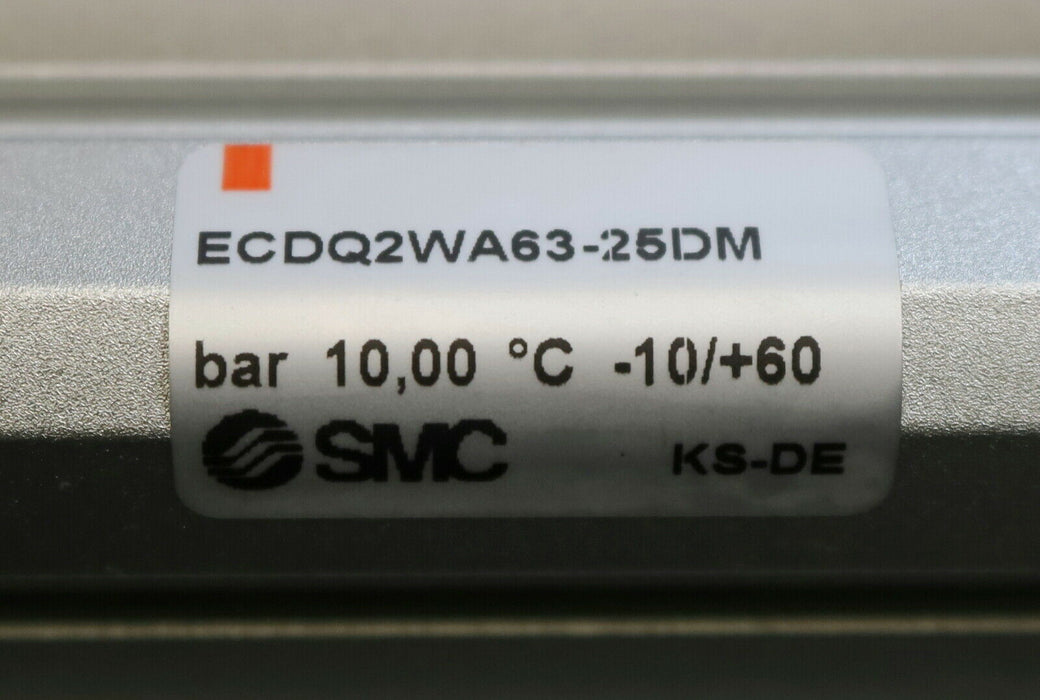 ECDQ2WA63-25DM
bar 10,00 °C -10/+60
SMC KS-DE